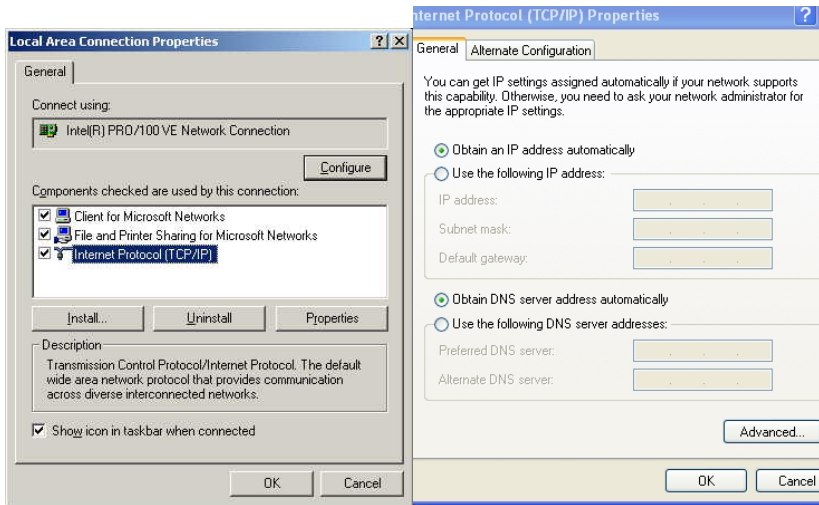 Local Area Connection Properties
General
Connect using:
Intel(R) PRO/100 VE Network Connection
Configure
Components checked are used by this connection:
Client for Microsoft Networks
File and Printer Sharing for Microsoft Networks
Internet Protocol (TCP/IP)
Install...
Uninstall
Properties
Description
Transmission Control Protocol/Internet Protocol. The default
wide area network protocol that provides communication
across diverse interconnected networks.
Show icon in taskbar when connected
OK
Cancel
nternet Protocol (TCP/IP) Properties
General
Alternate Configuration
You can get IP settings assigned automatically if your network supports
this capability. Otherwise, you need to ask your network administrator for
the appropriate IP settings.
Obtain an IP address automatically
Use the following IP address:
IP address:
Subnet mask:
Default gateway:
Obtain DNS server address automatically
Use the following DNS server addresses:
Preferred DNS server:
Alternate DNS server:
Advanced...
OK
Cancel